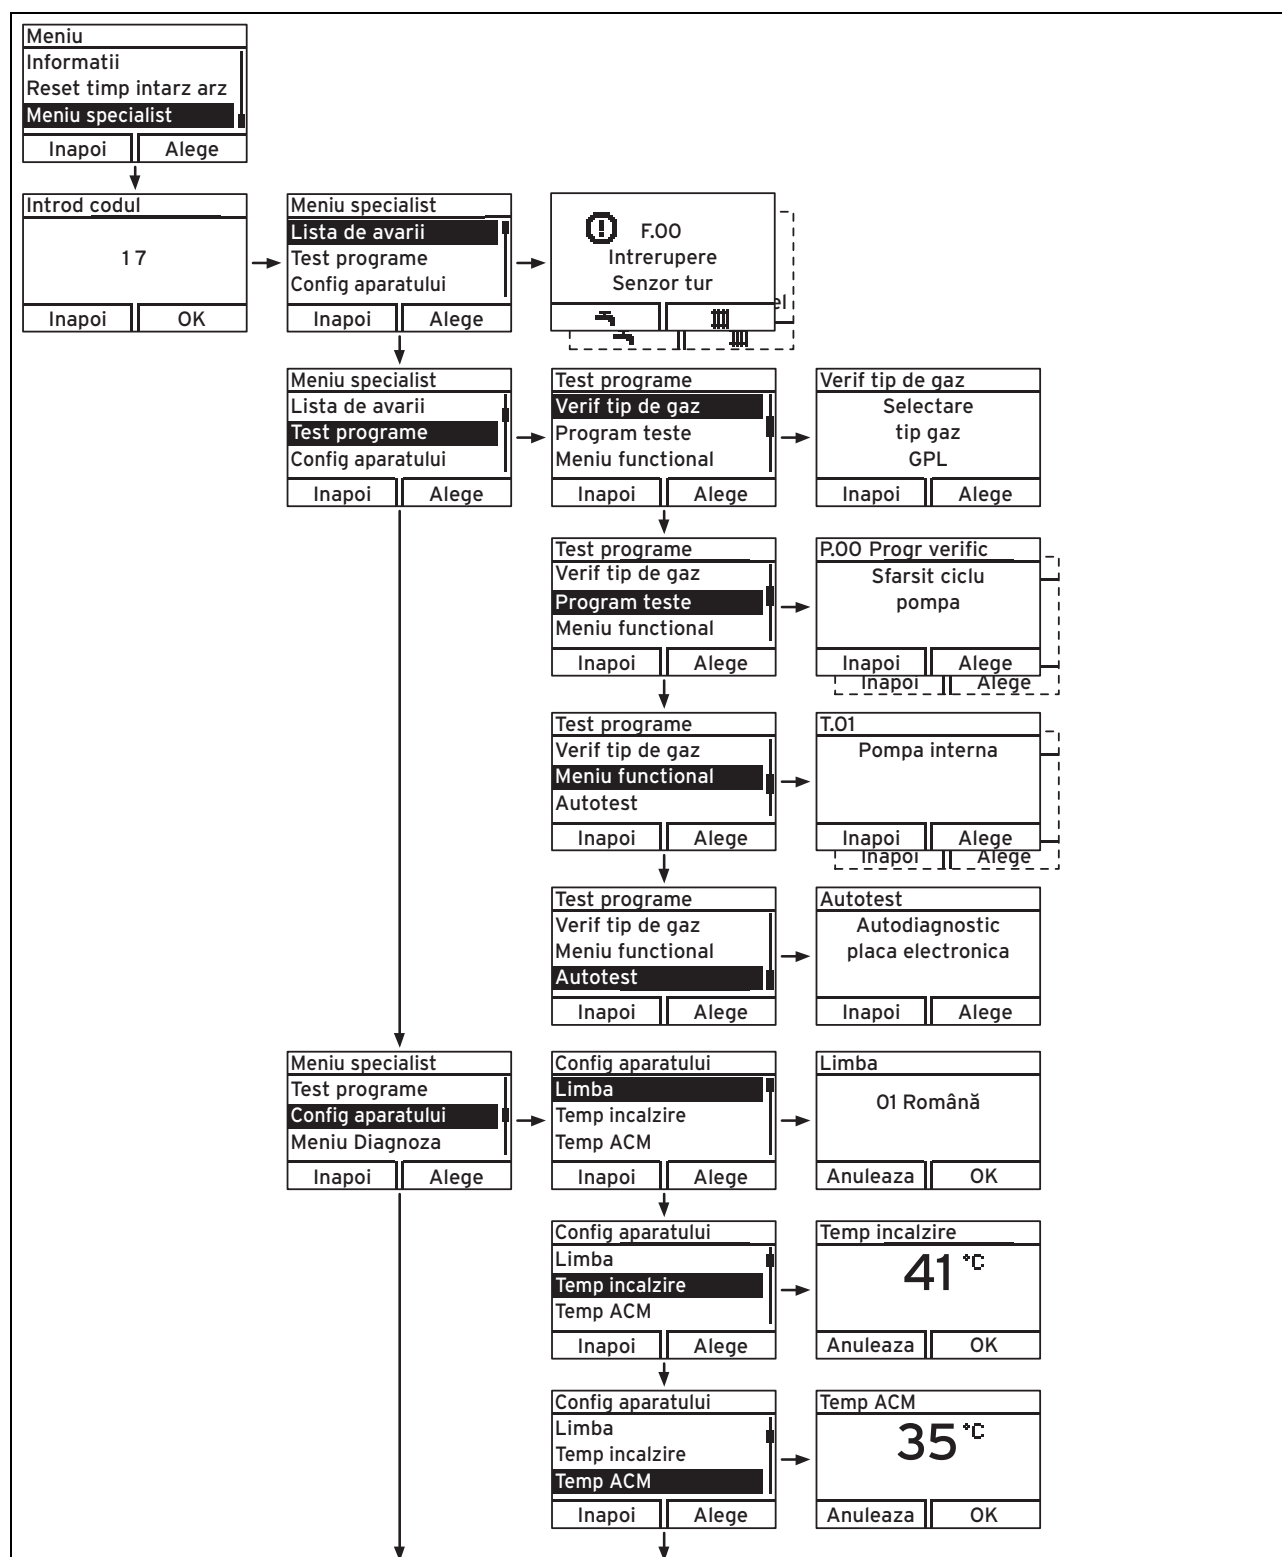 Meniu
Informatii
Reset timp intarz arz
Meniu specialist
Inapoi Alege
Introd codul
17
Inapoi OK
Meniu specialist
Lista de avarii
Test programe
Config aparatului
Inapoi Alege
F.00
Intrerupere
Senzor tur
el
Meniu specialist
Lista de avarii
Test programe
Config aparatului
Inapoi Alege
Test programe
Verif tip de gaz
Program teste
Meniu functional
Inapoi Alege
Verif tip de gaz
Selectare
tip gaz
GPL
Inapoi Alege
Test programe
Verif tip de gaz
Program teste
Meniu functional
Inapoi Alege
P.00 Progr verific
Sfarsit ciclu
pompa
Inapoi Alege
Inapoi Alege
Test programe
Verif tip de gaz
Meniu functional
Autotest
Inapoi Alege
T.01
Pompa interna
Inapoi Alege
Inapoi Alege
Test programe
Verif tip de gaz
Meniu functional
Autotest
Inapoi Alege
Autotest
Autodiagnostic
placa electronica
Inapoi Alege
Meniu specialist
Test programe
Config aparatului
Meniu Diagnoza
Inapoi Alege
Config aparatului
Limba
Temp incalzire
Temp ACM
Inapoi Alege
Limba
01 Română
Anuleaza OK
Config aparatului
Limba
Temp incalzire
Temp ACM
Inapoi Alege
Temp incalzire
41 °C
Anuleaza OK
Config aparatului
Limba
Temp incalzire
Temp ACM
Inapoi Alege
Temp ACM
35 °C
Anuleaza OK